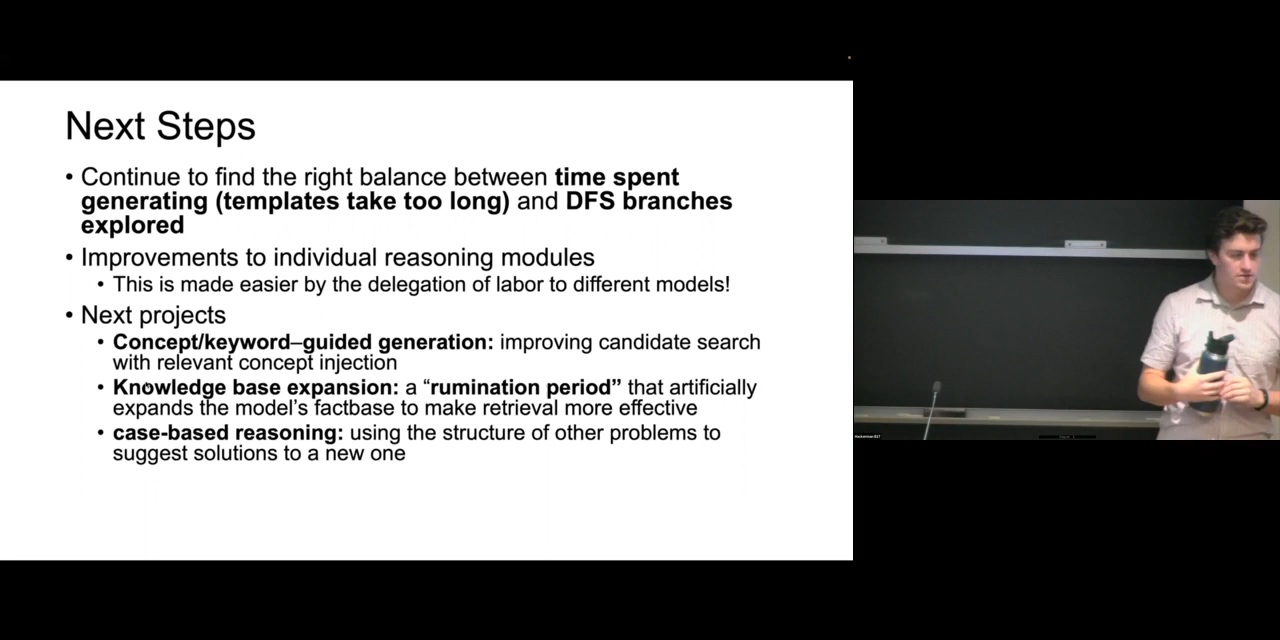 Next Steps
• Continue to find the right balance between time spent
generating (templates take too long) and DFS branches
explored
• Improvements to individual reasoning modules
• This is made easier by the delegation of labor to different models!
• Next projects
• Concept/keyword–guided generation: improving candidate search
with relevant concept injection
• Knowledge base expansion: a “rumination period” that artificially
expands the model’s factbase to make retrieval more effective
• case-based reasoning: using the structure of other problems to
suggest solutions to a new one